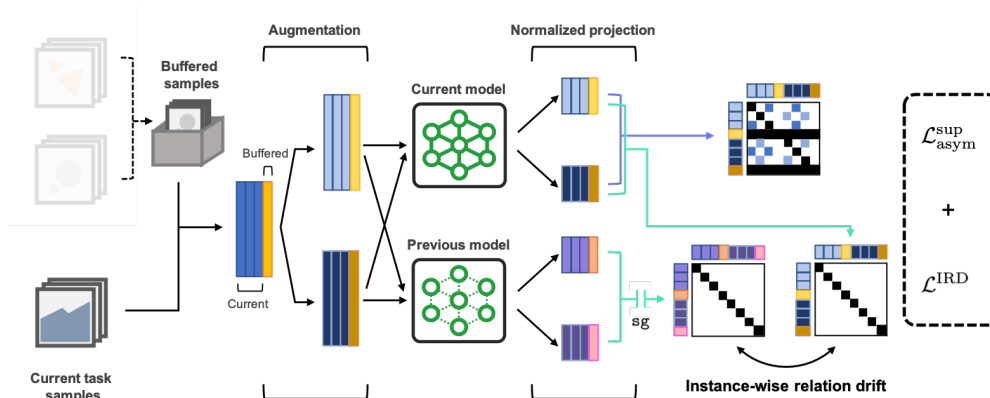 Augmentation
Normalized projection
Buffered
samples
Current model
Buffered
Current
Previous model
sg
Current task
samples
Instance-wise relation drift
ℒ^sup_asym
+
ℒ^IRD